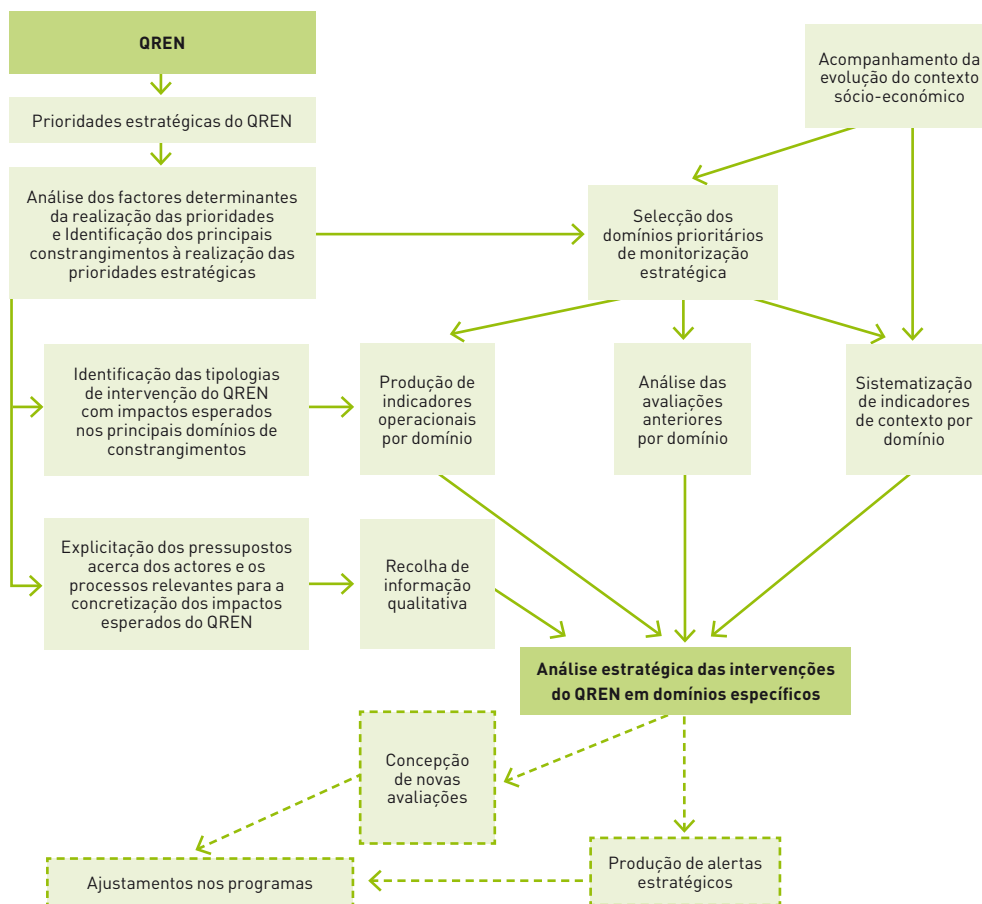 QREN
Acompanhamento da
evolução do contexto
sócio-económico
Prioridades estratégicas do QREN
Análise dos factores determinantes
da realização das prioridades
e Identificação dos principais
constrangimentos à realização das
prioridades estratégicas
Selecção dos
domínios prioritários
de monitorização
estratégica
Identificação das tipologias
de intervenção do QREN
com impactos esperados
nos principais domínios de
constrangimentos
Produção de
indicadores
operacionais
por domínio
Análise das
avaliações
anteriores
por domínio
Sistematização
de indicadores
de contexto por
domínio
Explicitação dos pressupostos
acerca dos actores e os
processos relevantes para a
concretização dos impactos
esperados do QREN
Recolha de
informação
qualitativa
Análise estratégica das intervenções
do QREN em domínios específicos
Concepção
de novas
avaliações
Produção de alertas
estratégicos
Ajustamentos nos programas